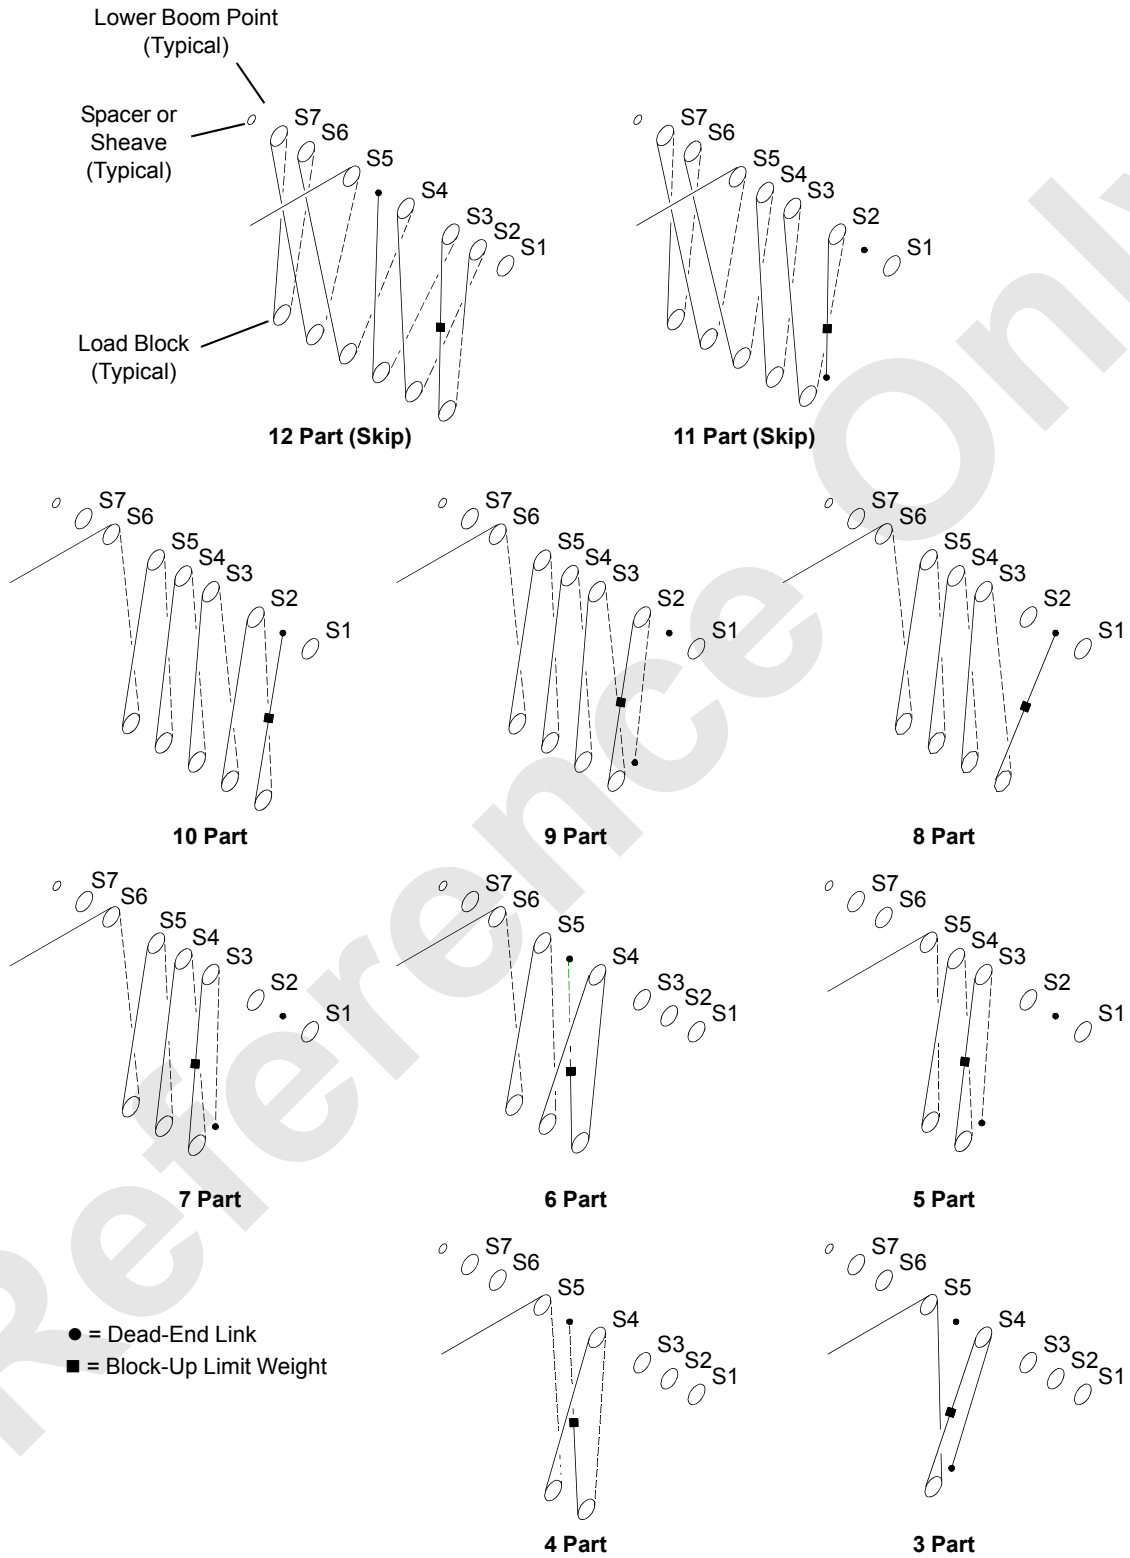 Lower Boom Point
(Typical)
Spacer or
Sheave
(Typical)
S7
S6
S5
S4
S3
S2
S1
Load Block
(Typical)
12 Part (Skip)
S7
S6
S5
S4
S3
S2
S1
11 Part (Skip)
S7
S6
S5
S4
S3
S2
S1
10 Part
S7
S6
S5
S4
S3
S2
S1
9 Part
S7
S6
S5
S4
S3
S2
S1
8 Part
S7
S6
S5
S4
S3
S2
S1
7 Part
S7
S6
S5
S4
S3
S2
S1
6 Part
S7
S6
S5
S4
S3
S2
S1
5 Part
● = Dead-End Link
■ = Block-Up Limit Weight
S7
S6
S5
S4
S3
S2
S1
4 Part
S7
S6
S5
S4
S3
S2
S1
3 Part
Reference Only